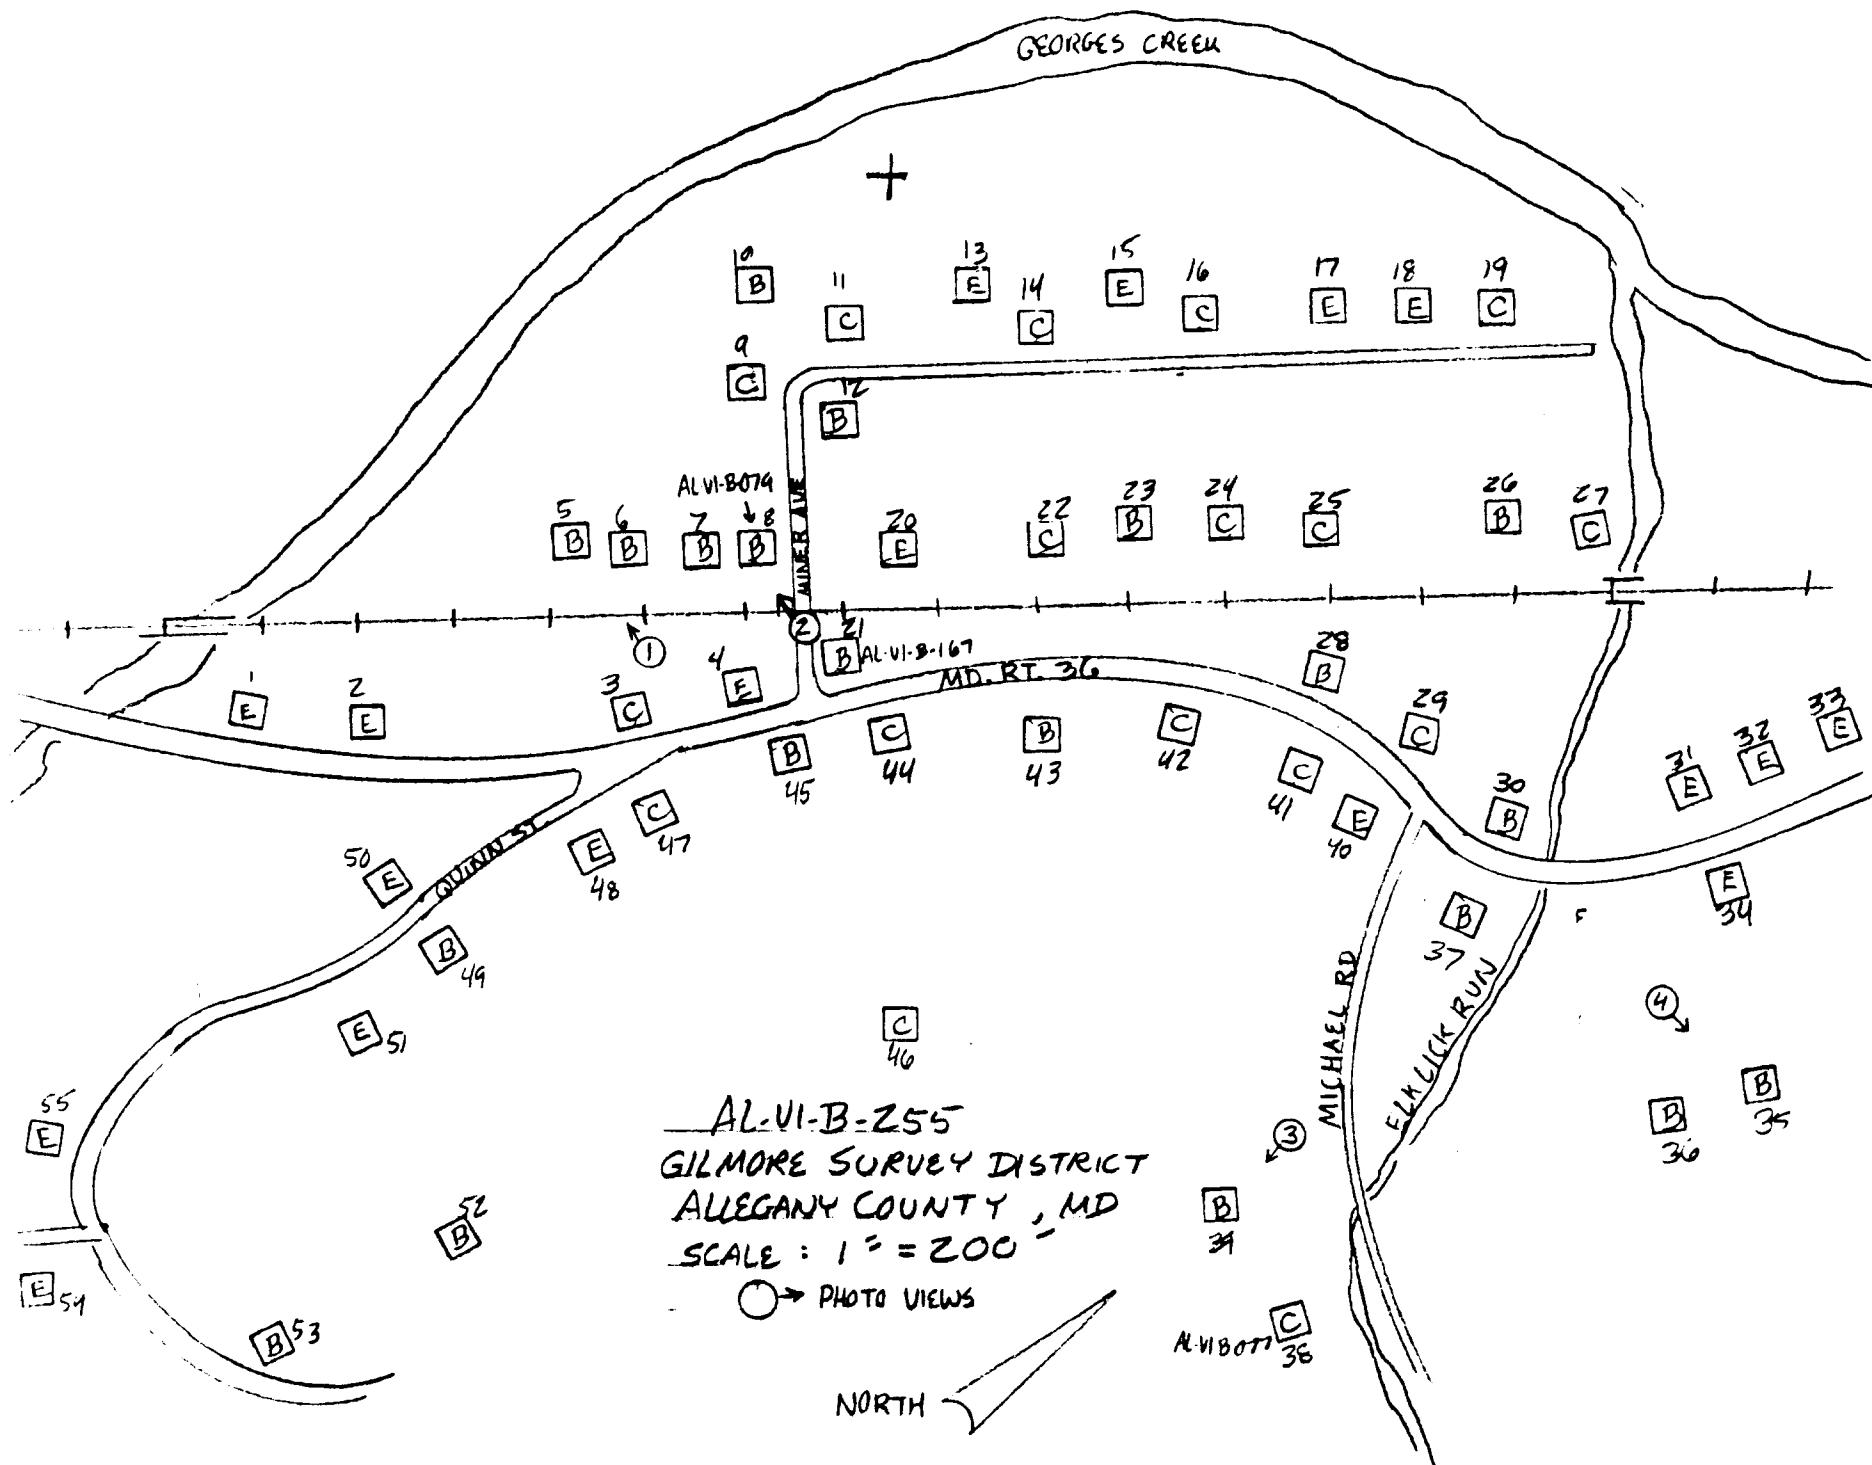 GEORGES CREEK
10
B
11
C
13
E
14
C
15
E
16
C
17
E
18
E
19
C
9
C
12
B
AL VI-B-079
5
B
6
B
7
B
8
B
MINER AVE
20
E
22
C
23
B
24
C
25
C
26
B
27
C
1
2
21
B
AL-VI-B-167
MD. RT. 36
1
E
2
E
3
C
4
E
28
B
29
C
30
B
31
E
32
E
33
E
B
45
C
44
B
43
C
42
C
41
E
40
QUINN ST.
C
47
E
48
50
E
B
49
E
51
E
34
F
B
37
MICHAEL RD
ELKLICK RUN
4
B
35
B
36
C
46
3
B
39
AL-VI-B-077
C
38
55
E
E
54
52
B
B
53
AL-VI-B-255
GILMORE SURVEY DISTRICT
ALLEGANY COUNTY, MD
SCALE : 1" = 200'
PHOTO VIEWS
NORTH